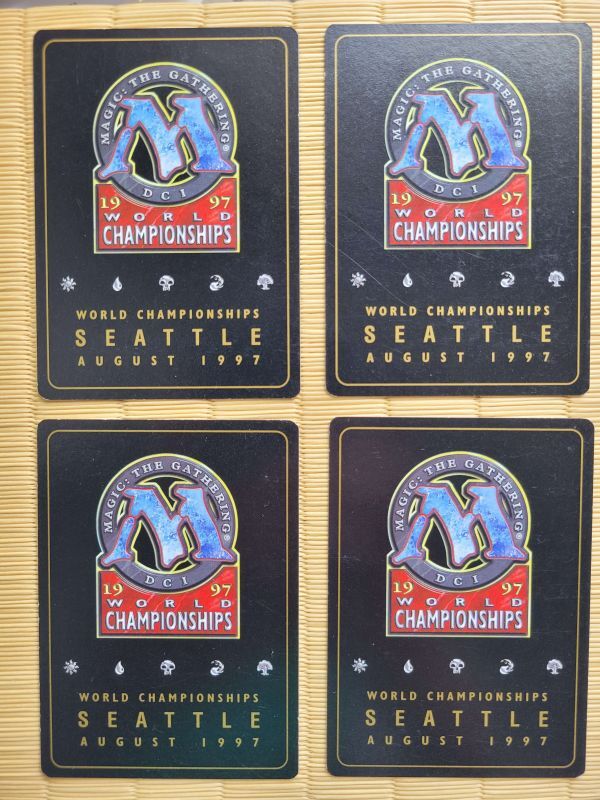 MAGIC: THE GATHERING®
M
DCI
19 97
WORLD
CHAMPIONSHIPS
WORLD CHAMPIONSHIPS
SEATTLE
AUGUST 1997
MAGIC: THE GATHERING®
M
DCI
19 97
WORLD
CHAMPIONSHIPS
WORLD CHAMPIONSHIPS
SEATTLE
AUGUST 1997
MAGIC: THE GATHERING®
M
DCI
19 97
WORLD
CHAMPIONSHIPS
WORLD CHAMPIONSHIPS
SEATTLE
AUGUST 1997
MAGIC: THE GATHERING®
M
DCI
19 97
WORLD
CHAMPIONSHIPS
WORLD CHAMPIONSHIPS
SEATTLE
AUGUST 1997